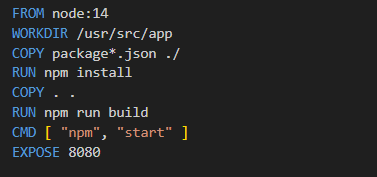 FROM node:14
WORKDIR /usr/src/app
COPY package*.json ./
RUN npm install
COPY . .
RUN npm run build
CMD [ "npm", "start" ]
EXPOSE 8080